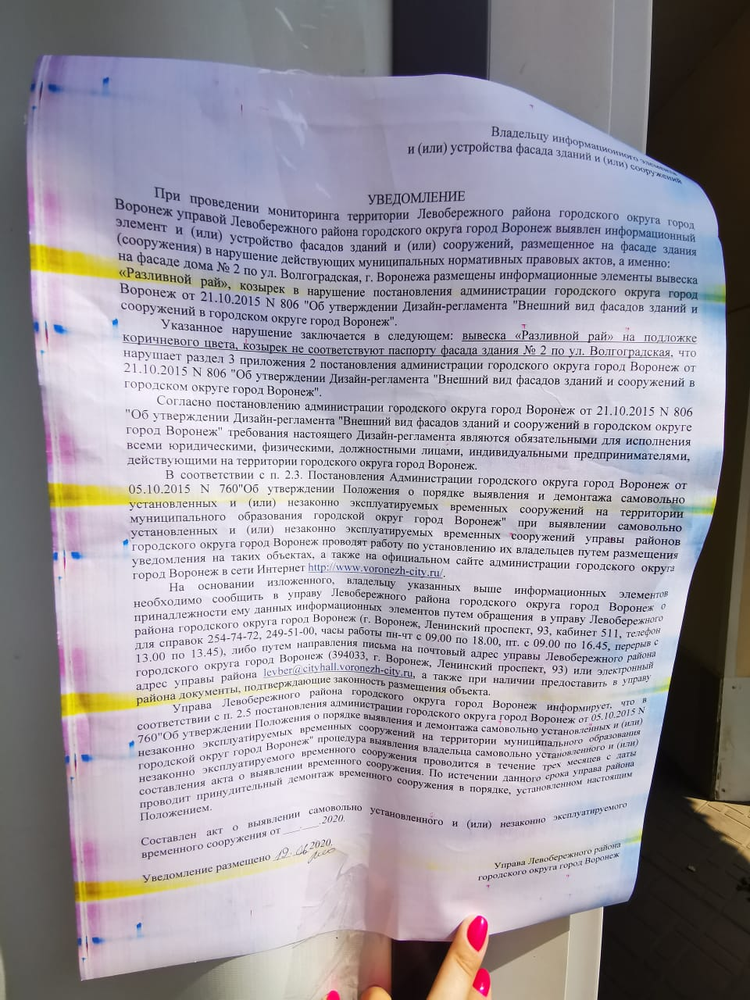 Владельцу информационного элемента
и (или) устройства фасада зданий и (или) сооружений
УВЕДОМЛЕНИЕ
При проведении мониторинга территории Левобережного района городского округа город
Воронеж управой Левобережного района городского округа город Воронеж выявлен информационный
элемент и (или) устройство фасадов зданий и (или) сооружений, размещенное на фасаде здания
(сооружения) в нарушение действующих муниципальных нормативных правовых актов, а именно:
на фасаде дома № 2 по ул. Волгоградская, г. Воронежа размещены информационные элементы вывеска
«Разливной рай», козырек в нарушение постановления администрации городского округа город
Воронеж от 21.10.2015 N 806 "Об утверждении Дизайн-регламента "Внешний вид фасадов зданий и
сооружений в городском округе город Воронеж".
Указанное нарушение заключается в следующем: вывеска «Разливной рай» на подложке
коричневого цвета, козырек не соответствуют паспорту фасада здания № 2 по ул. Волгоградская, что
нарушает раздел 3 приложения 2 постановления администрации городского округа город Воронеж от
21.10.2015 N 806 "Об утверждении Дизайн-регламента "Внешний вид фасадов зданий и сооружений в
городском округе город Воронеж".
Согласно постановлению администрации городского округа город Воронеж от 21.10.2015 N 806
"Об утверждении Дизайн-регламента "Внешний вид фасадов зданий и сооружений в городском округе
город Воронеж" требования настоящего Дизайн-регламента являются обязательными для исполнения
всеми юридическими, физическими, должностными лицами, индивидуальными предпринимателями,
действующими на территории городского округа город Воронеж.
В соответствии с п. 2.3. Постановления Администрации городского округа город Воронеж от
05.10.2015 N 760"Об утверждении Положения о порядке выявления и демонтажа самовольно
установленных и (или) незаконно эксплуатируемых временных сооружений на территории
муниципального образования городской округ город Воронеж" при выявлении самовольно
установленных и (или) незаконно эксплуатируемых временных сооружений управы районов
городского округа город Воронеж проводят работу по установлению их владельцев путем размещения
уведомления на таких объектах, а также на официальном сайте администрации городского округа
город Воронеж в сети Интернет http://www.voronezh-city.ru/.
На основании изложенного, владельцу указанных выше информационных элементов
необходимо сообщить в управу Левобережного района городского округа город Воронеж о
принадлежности ему данных информационных элементов путем обращения в управу Левобережного
района городского округа город Воронеж (г. Воронеж, Ленинский проспект, 93, кабинет 511, телефон
для справок 254-74-72, 249-51-00, часы работы пн-чт с 09.00 по 18.00, пт. с 09.00 по 16.45, перерыв с
13.00 по 13.45), либо путем направления письма на почтовый адрес управы Левобережного района
городского округа город Воронеж (394033, г. Воронеж, Ленинский проспект, 93) или электронный
адрес управы района levber@cityhall.voronezh-city.ru, а также при наличии предоставить в управу
района документы, подтверждающие законность размещения объекта.
Управа Левобережного района городского округа город Воронеж информирует, что в
соответствии с п. 2.5 постановления администрации городского округа город Воронеж от 05.10.2015 N
760"Об утверждении Положения о порядке выявления и демонтажа самовольно установленных и (или)
незаконно эксплуатируемых временных сооружений на территории муниципального образования
городской округ город Воронеж" процедура выявления владельца самовольно установленного и (или)
незаконно эксплуатируемого временного сооружения проводится в течение трех месяцев с даты
составления акта о выявлении временного сооружения. По истечении данного срока управа района
проводит принудительный демонтаж временного сооружения в порядке, установленном настоящим
Положением.
Составлен акт о выявлении самовольно установленного и (или) незаконно эксплуатируемого
временного сооружения от ___.___.2020.
Уведомление размещено 19.06.2020.
Управа Левобережного района
городского округа город Воронеж